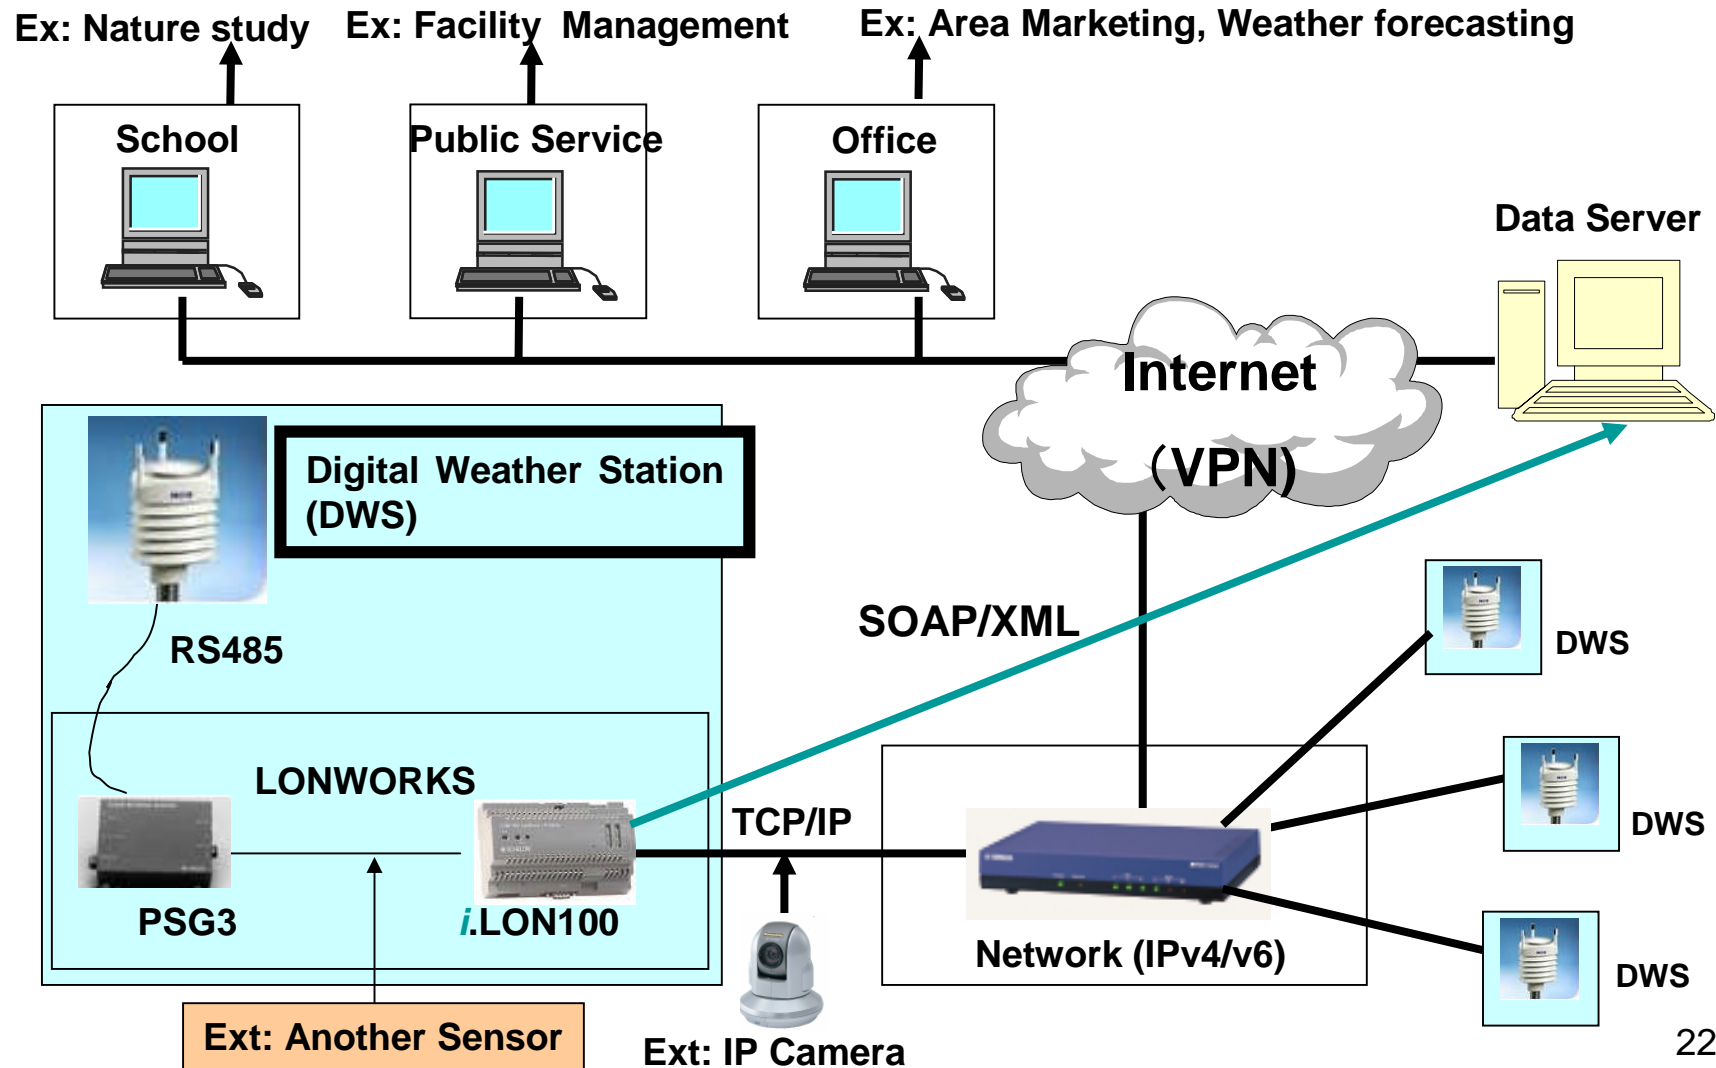 Ex: Nature study
Ex: Facility Management
Ex: Area Marketing, Weather forecasting
School
Public Service
Office
Data Server
Internet
(VPN)
Digital Weather Station
(DWS)
RS485
SOAP/XML
DWS
LONWORKS
TCP/IP
DWS
PSG3
i.LON100
Network (IPv4/v6)
DWS
Ext: Another Sensor
Ext: IP Camera
22